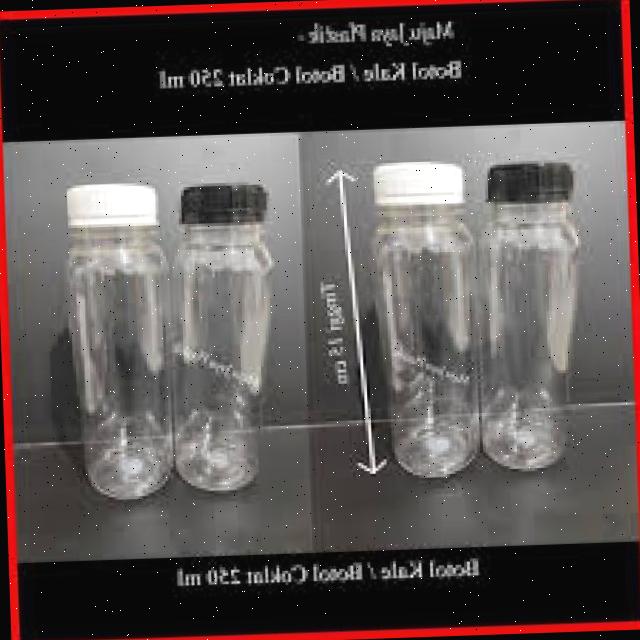 Maju Jaya Plastik -
Botol Kale / Botol Coklat 250 ml
Tinggi 15 cm
Botol Kale / Botol Coklat 250 ml